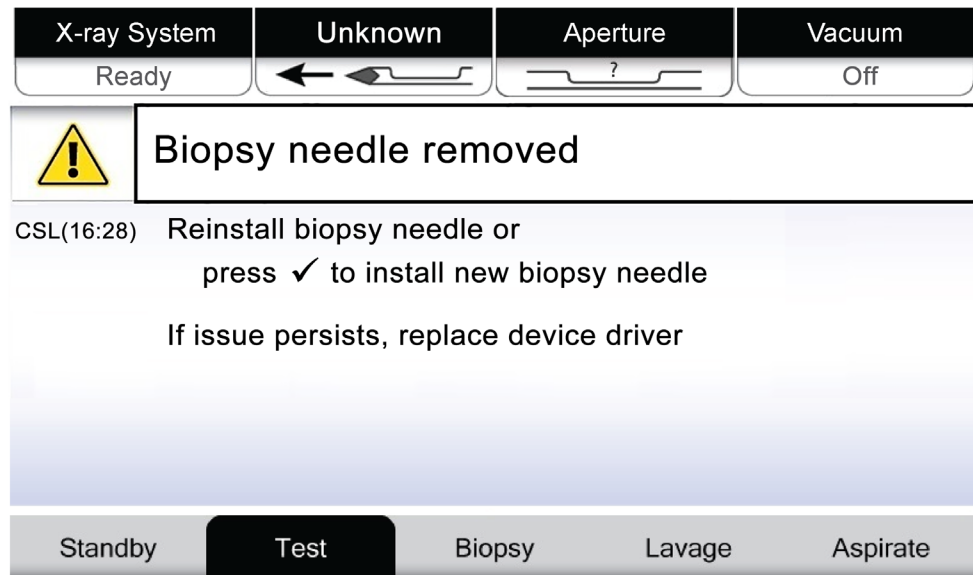 X-ray System Unknown Aperture Vacuum
Ready ? Off
Biopsy needle removed
CSL(16:28) Reinstall biopsy needle or
press ✓ to install new biopsy needle
If issue persists, replace device driver
Standby Test Biopsy Lavage Aspirate